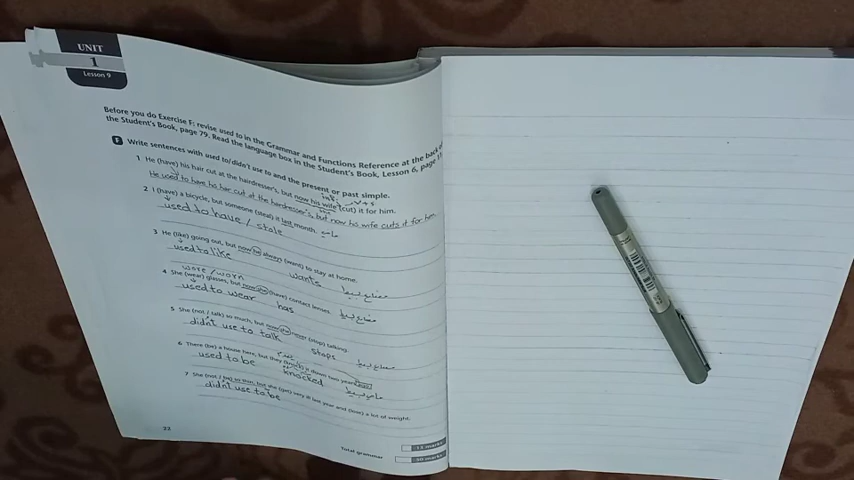 UNIT
1
Lesson 9
Before you do Exercise F: revise used to in the Grammar and Functions Reference at the back of
the Student's Book, page 79. Read the language box in the Student's Book, Lesson 6, page 1
F Write sentences with used to/didn't use to and the present or past simple.
1 He (have) his hair cut at the hairdresser's, but now his wife (cut) it for him.
He used to have his hair cut at the hairdresser's, but now his wife cuts it for him.
2 I (have) a bicycle, but someone (steal) it last month.
used to have / stole
3 He (like) going out, but now he always (want) to stay at home.
used to like wants مضارع بسيط
wore / worn
4 She (wear) glasses, but now she (have) contact lenses.
used to wear has مضارع بسيط
5 She (not / talk) so much, but now she never (stop) talking.
didn't use to talk stops مضارع بسيط
6 There (be) a house here, but they (knock) it down two years ago.
used to be knocked ماضي بسيط
7 She (not / be) so thin, but she (get) very ill last year and (lose) a lot of weight.
didn't use to be
22
Total grammar